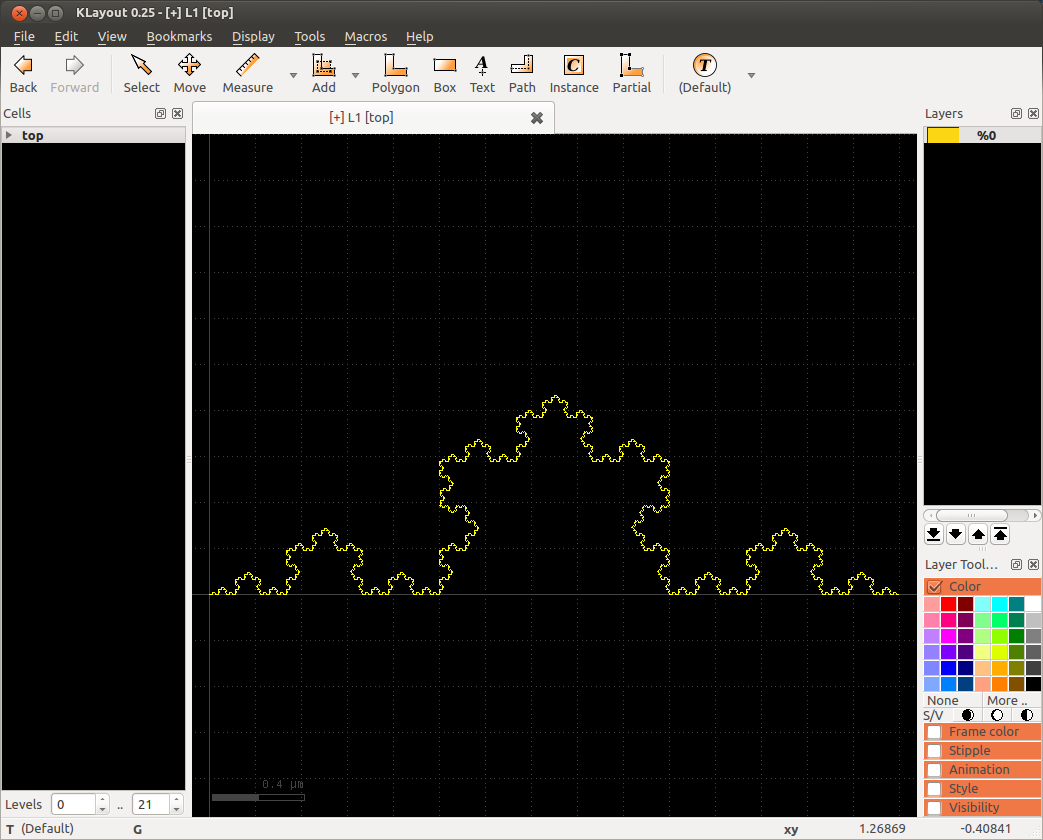 KLayout 0.25 - [+] L1 [top]
File Edit View Bookmarks Display Tools Macros Help
Back Forward Select Move Measure Add Polygon Box Text Path Instance Partial (Default)
Cells
[+] L1 [top]
Layers
top
%0
0.4 µm
Layer Tool...
Color
None More ..
S/V
Frame color
Stipple
Animation
Style
Visibility
Levels 0 .. 21
T (Default) G xy 1.26869 -0.40841